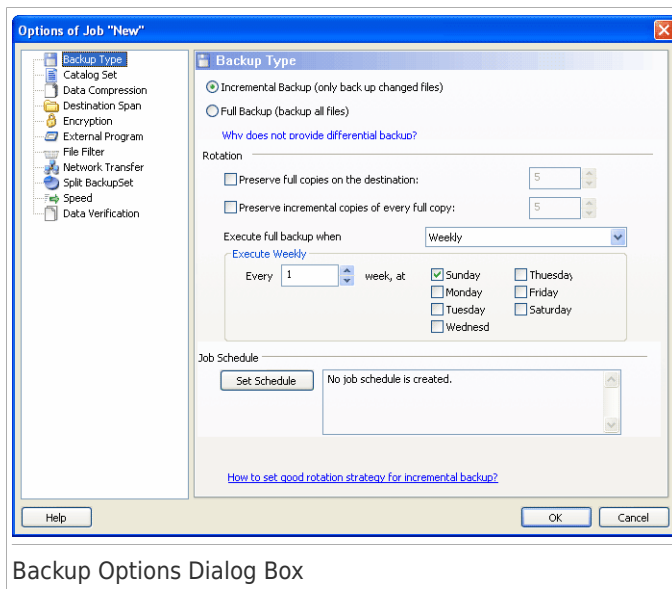 Options of Job "New"
Backup Type
Catalog Set
Data Compression
Destination Span
Encryption
External Program
File Filter
Network Transfer
Split BackupSet
Speed
Data Verification
Backup Type
Incremental Backup (only back up changed files)
Full Backup (backup all files)
Why does not provide differential backup?
Rotation
Preserve full copies on the destination: 5
Preserve incremental copies of every full copy: 5
Execute full backup when Weekly
Execute Weekly
Every 1 week, at Sunday Thuesday
Monday Friday
Tuesday Saturday
Wednesd
Job Schedule
Set Schedule No job schedule is created.
How to set good rotation strategy for incremental backup?
Help OK Cancel
Backup Options Dialog Box